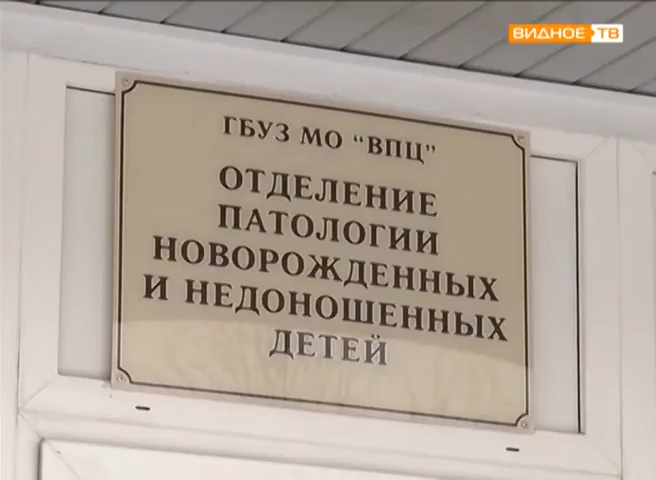 ВИДНОЕ ТВ
ГБУЗ МО "ВПЦ"
ОТДЕЛЕНИЕ
ПАТОЛОГИИ
НОВОРОЖДЕННЫХ
И НЕДОНОШЕННЫХ
ДЕТЕЙ